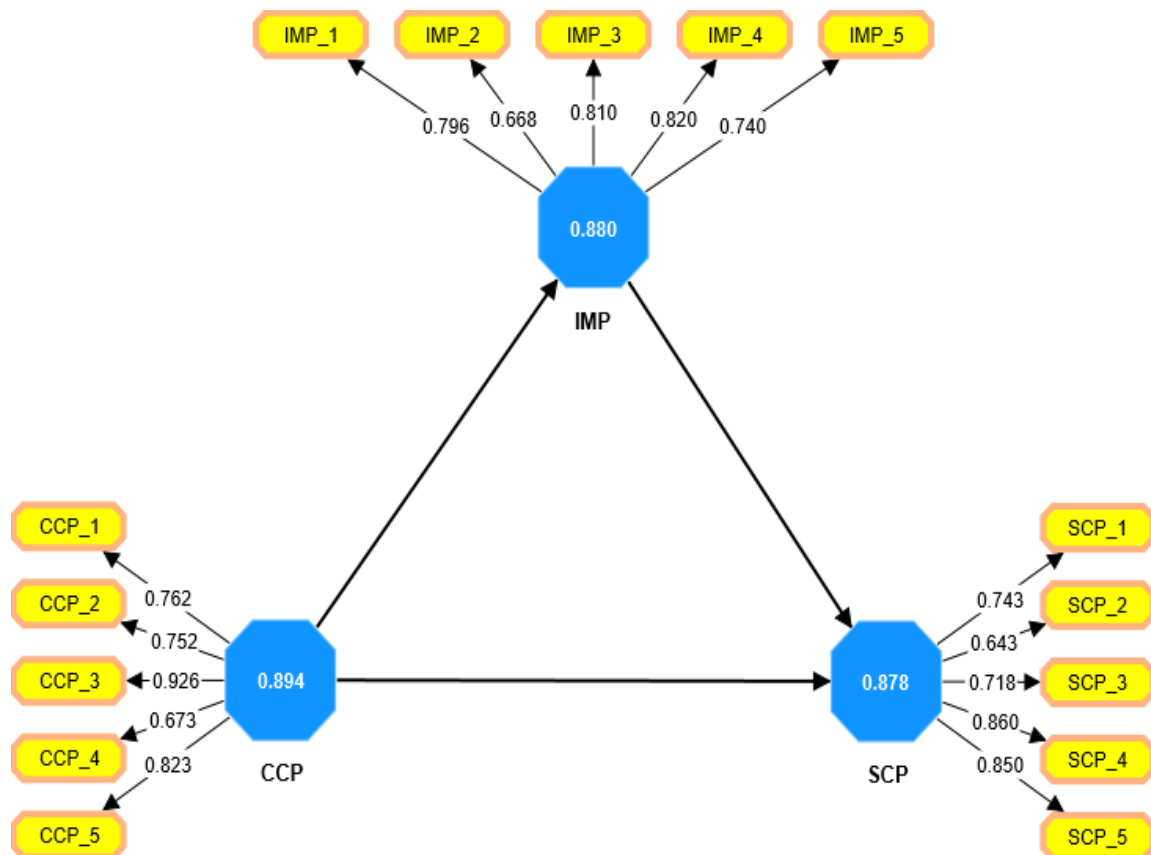 IMP_1
IMP_2
IMP_3
IMP_4
IMP_5
0.796
0.668
0.810
0.820
0.740
0.880
IMP
CCP_1
CCP_2
CCP_3
CCP_4
CCP_5
0.762
0.752
0.926
0.673
0.823
0.894
CCP
0.878
SCP
0.743
0.643
0.718
0.860
0.850
SCP_1
SCP_2
SCP_3
SCP_4
SCP_5